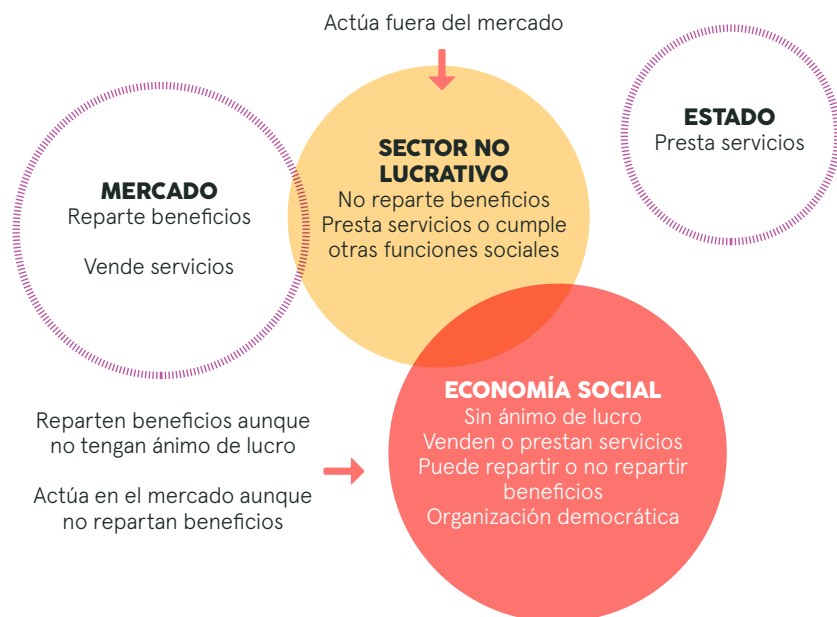 Actúa fuera del mercado
MERCADO
Reparte beneficios
Vende servicios
SECTOR NO
LUCRATIVO
No reparte beneficios
Presta servicios o cumple
otras funciones sociales
ESTADO
Presta servicios
Reparten beneficios aunque
no tengan ánimo de lucro
Actúa en el mercado aunque
no repartan beneficios
ECONOMÍA SOCIAL
Sin ánimo de lucro
Venden o prestan servicios
Puede repartir o no repartir
beneficios
Organización democrática